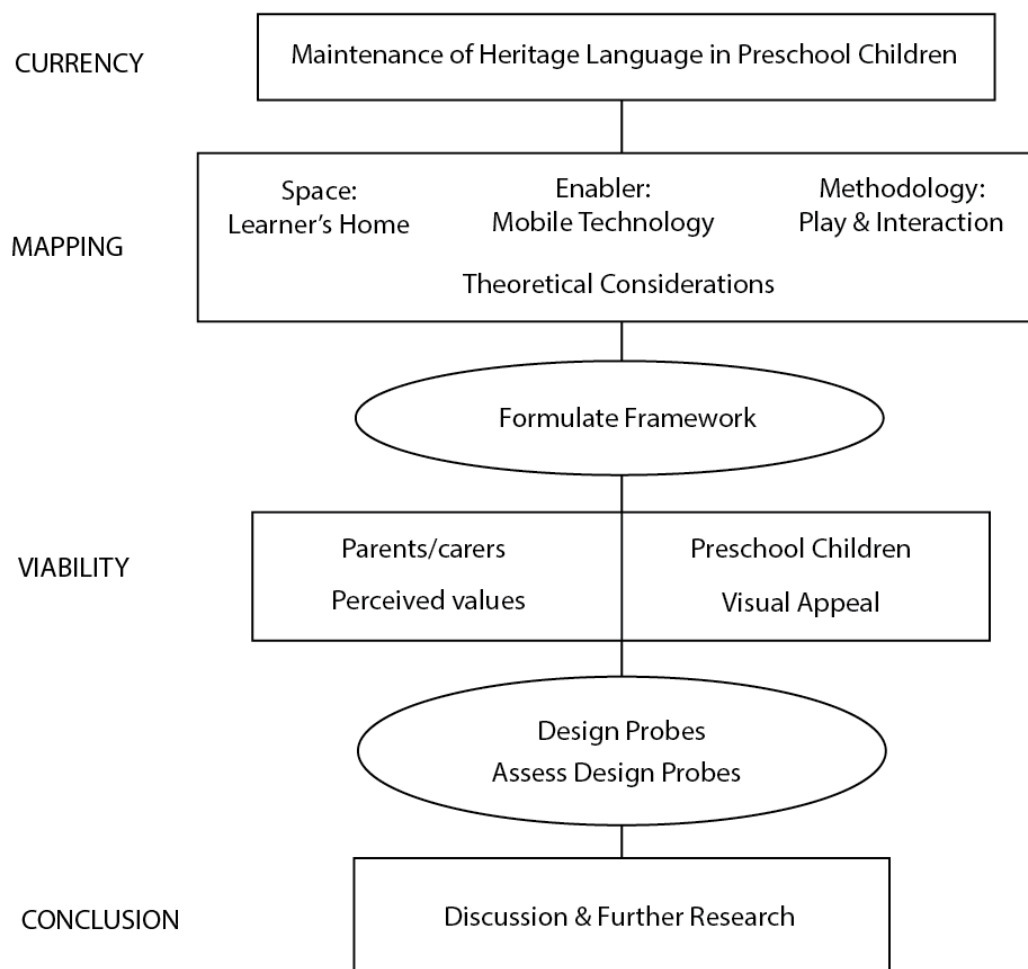 CURRENCY
Maintenance of Heritage Language in Preschool Children
MAPPING
Space:
Learner's Home
Enabler:
Mobile Technology
Methodology:
Play & Interaction
Theoretical Considerations
Formulate Framework
VIABILITY
Parents/carers
Perceived values
Preschool Children
Visual Appeal
Design Probes
Assess Design Probes
CONCLUSION
Discussion & Further Research